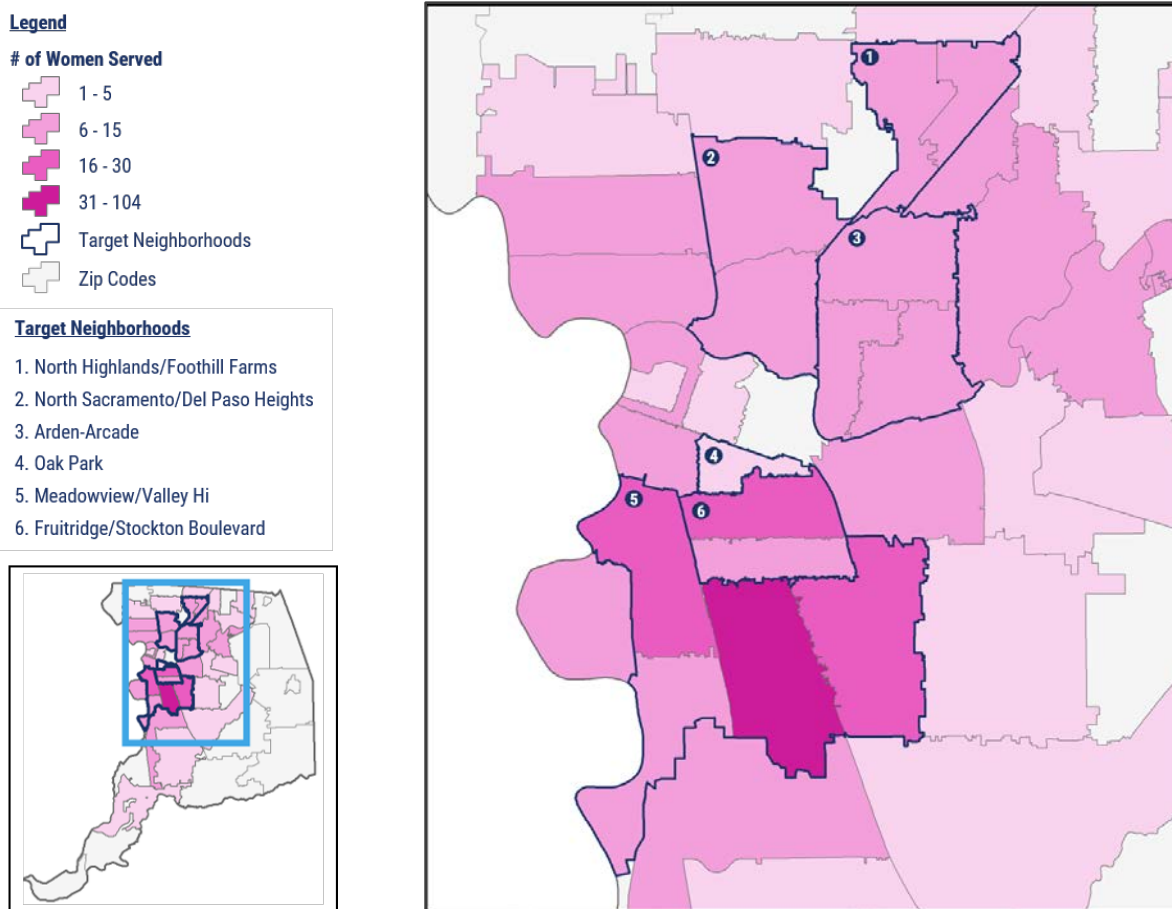 Legend
# of Women Served
1 - 5
6 - 15
16 - 30
31 - 104
Target Neighborhoods
Zip Codes
Target Neighborhoods
1. North Highlands/Foothill Farms
2. North Sacramento/Del Paso Heights
3. Arden-Arcade
4. Oak Park
5. Meadowview/Valley Hi
6. Fruitridge/Stockton Boulevard
1
2
3
4
5
6